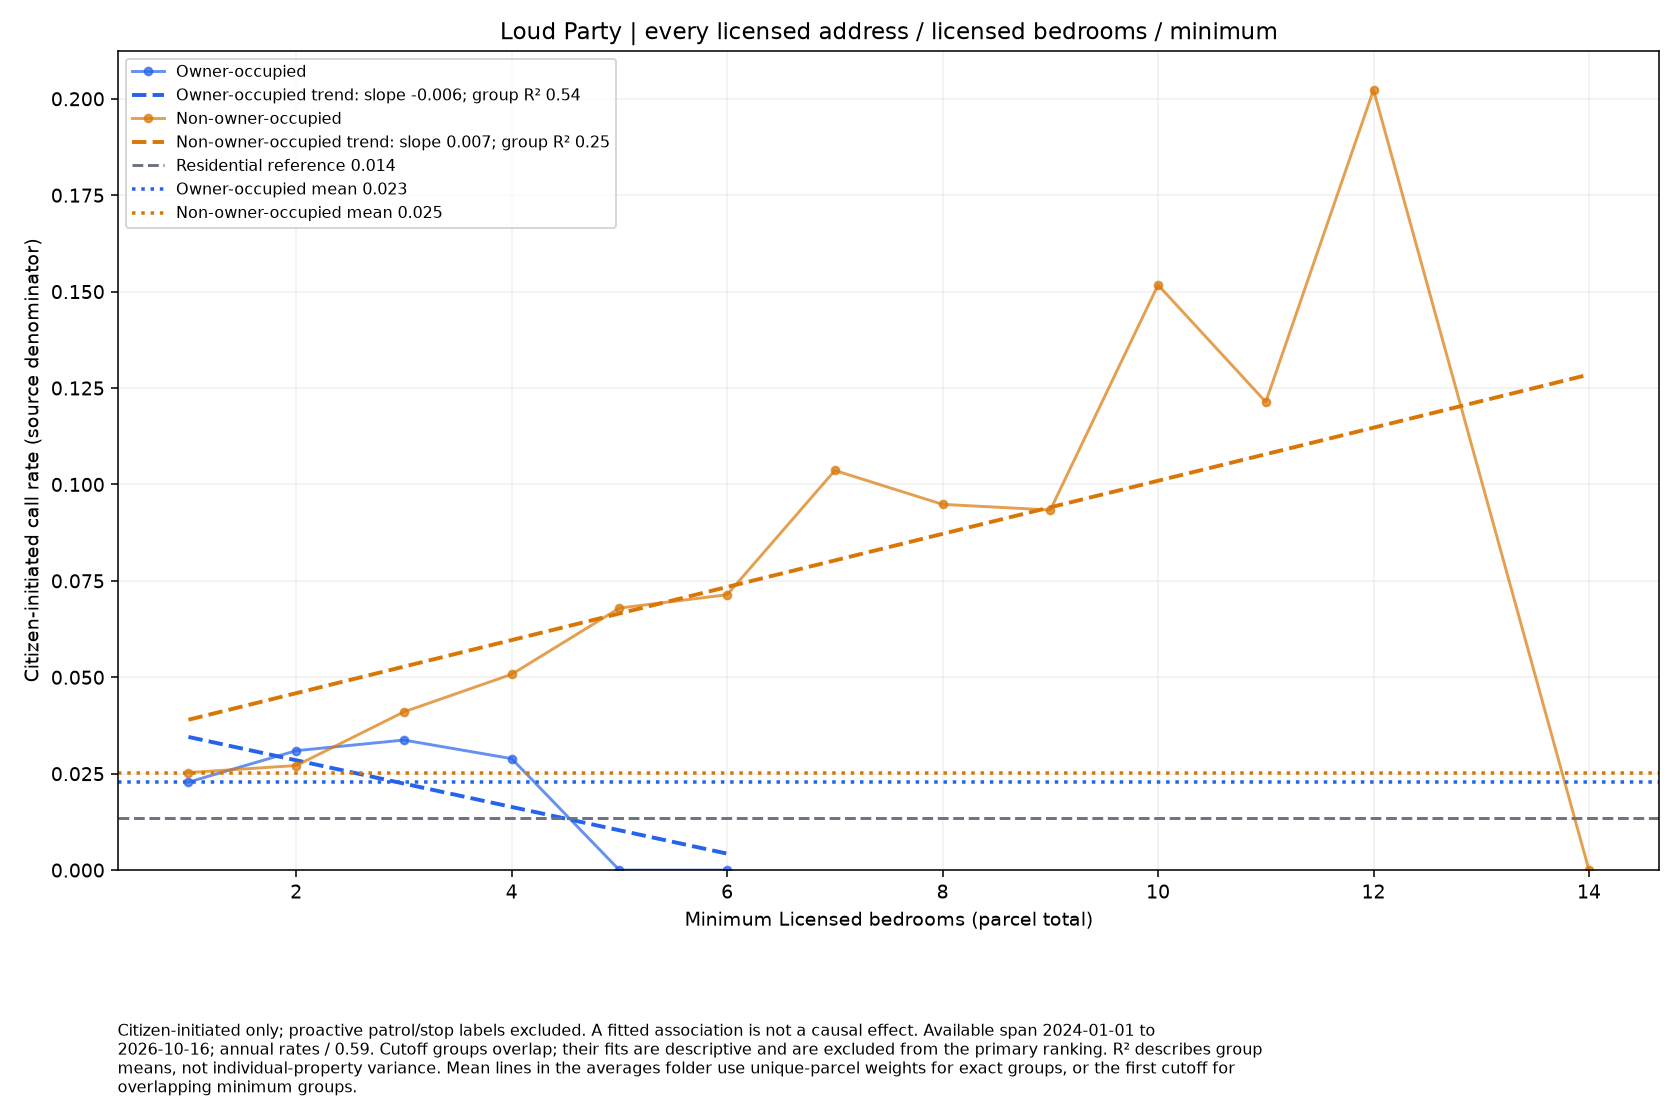 Loud Party | every licensed address / licensed bedrooms / minimum
Owner-occupied
Owner-occupied trend: slope -0.006; group R² 0.54
Non-owner-occupied
Non-owner-occupied trend: slope 0.007; group R² 0.25
Residential reference 0.014
Owner-occupied mean 0.023
Non-owner-occupied mean 0.025
Citizen-initiated call rate (source denominator)
0.200
0.175
0.150
0.125
0.100
0.075
0.050
0.025
0.000
2 4 6 8 10 12 14
Minimum Licensed bedrooms (parcel total)
Citizen-initiated only; proactive patrol/stop labels excluded. A fitted association is not a causal effect. Available span 2024-01-01 to
2026-10-16; annual rates / 0.59. Cutoff groups overlap; their fits are descriptive and are excluded from the primary ranking. R² describes group
means, not individual-property variance. Mean lines in the averages folder use unique-parcel weights for exact groups, or the first cutoff for
overlapping minimum groups.